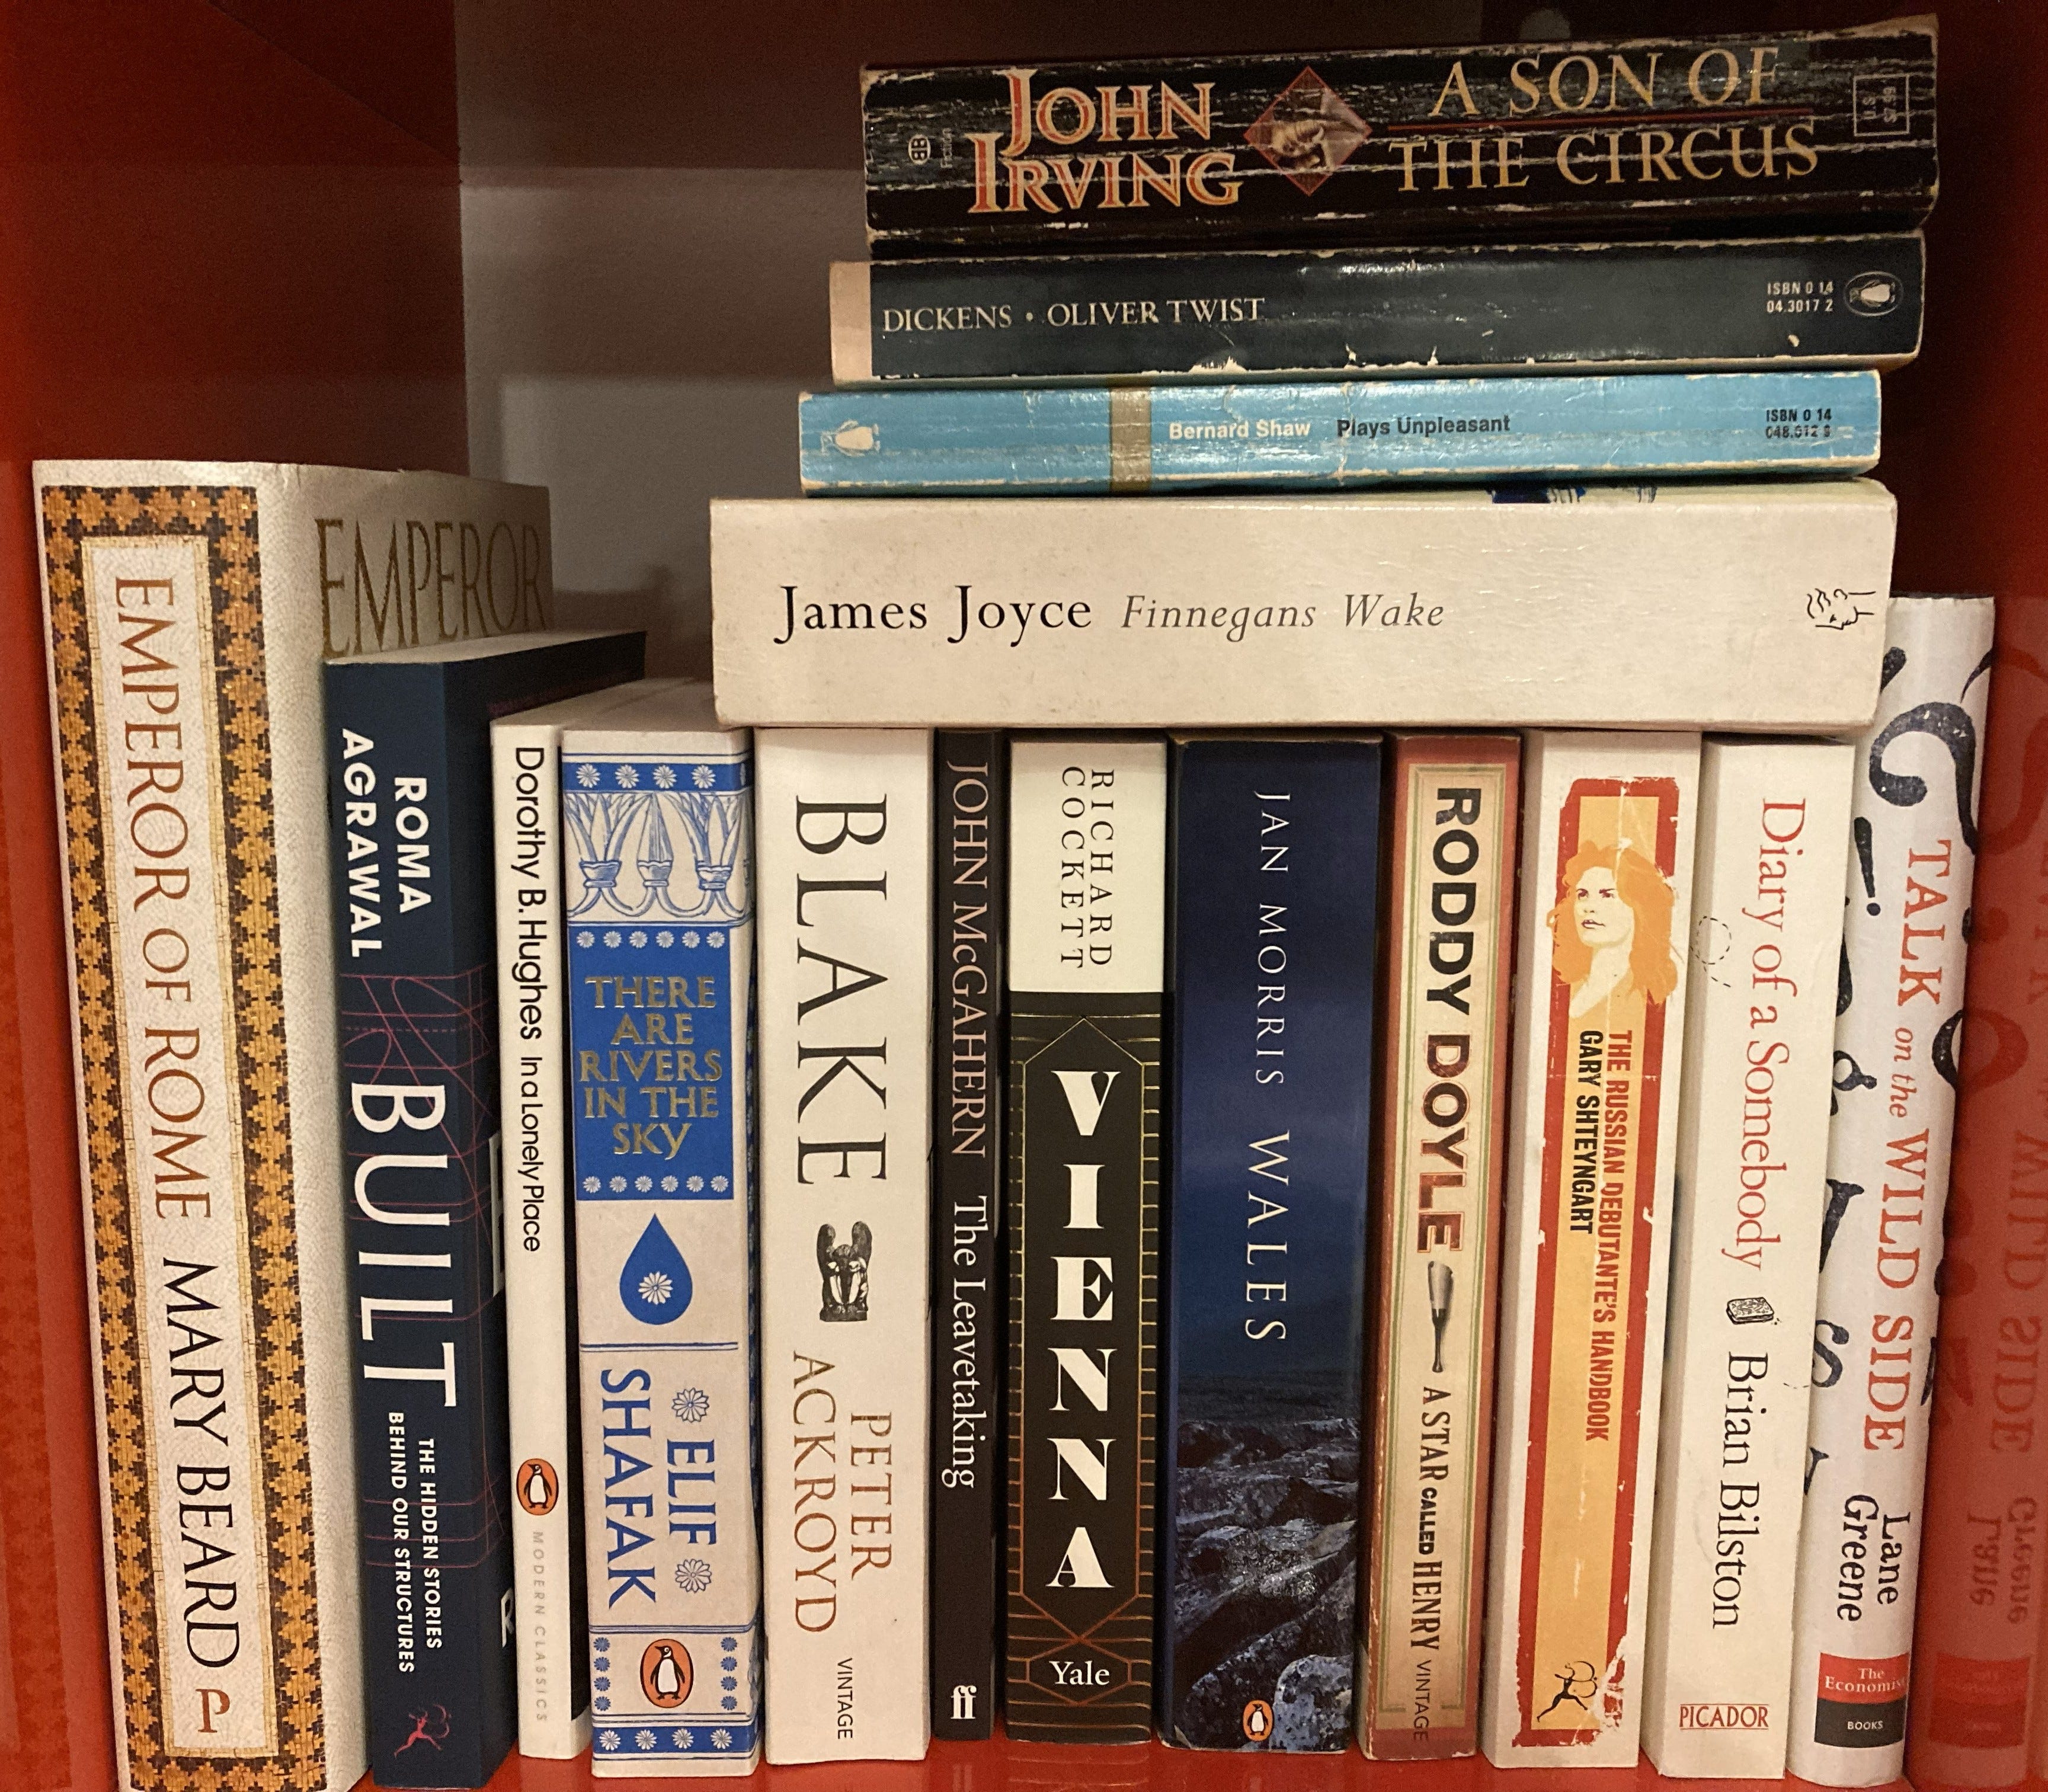 JOHN
IRVING
A SON OF
THE CIRCUS
DICKENS • OLIVER TWIST
ISBN 0 14
04.3017 2
Bernard Shaw Plays Unpleasant
ISBN 0 14
James Joyce Finnegans Wake
EMPEROR OF ROME MARY BEARD
EMPEROR
ROMA
AGRAWAL
BUILT
THE HIDDEN STORIES
BEHIND OUR STRUCTURES
Dorothy B. Hughes In a Lonely Place
MODERN CLASSICS
THERE
ARE
RIVERS
IN THE
SKY
ELIF
SHAFAK
BLAKE
PETER
ACKROYD
VINTAGE
JOHN McGAHERN The Leavetaking
ff
RICHARD
COCKETT
VIENNA
Yale
JAN MORRIS WALES
RODDY DOYLE A STAR CALLED HENRY VINTAGE
THE RUSSIAN DEBUTANTE'S HANDBOOK
GARY SHTEYNGART
Diary of a Somebody Brian Bilston
PICADOR
TALK on the WILD SIDE
Lane
Greene
The
Economist
BOOKS